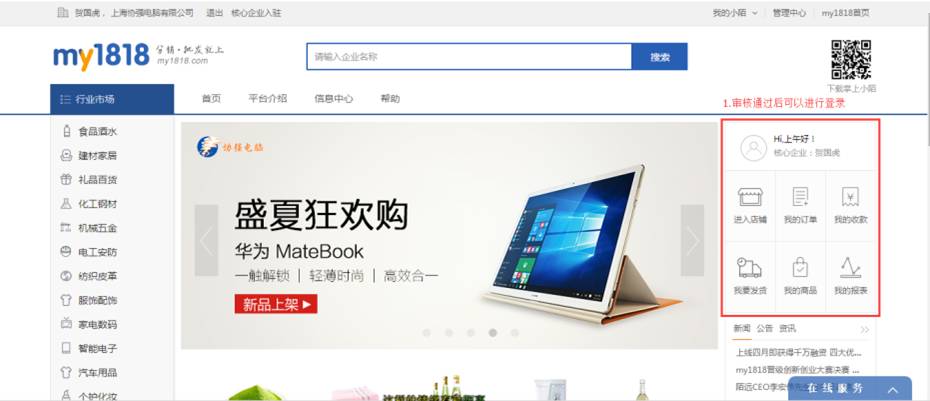 贺国虎，上海协强电脑有限公司 退出 核心企业入驻
我的小陌 管理中心 my1818首页
my1818 分销·批发就上
my1818.com
请输入企业名称 搜索
下载掌上小陌
行业市场 首页 平台介绍 信息中心 帮助
1.审核通过后可以进行登录
食品酒水
建材家居
礼品百货
化工钢材
机械五金
电工安防
纺织皮革
服饰配饰
家电数码
智能电子
汽车用品
个护化妆
协强电脑
盛夏狂欢购
华为 MateBook
一触解锁 | 轻薄时尚 | 高效合一
新品上架
Hi,上午好！
核心企业：贺国虎
进入店铺 我的订单 我的收款
我要发货 我的商品 我的报表
新闻 公告 资讯
上线四月即获得千万融资 四大优...
my1818晋级创新创业大赛决赛 ...
陌远CEO李宏伟
在线服务